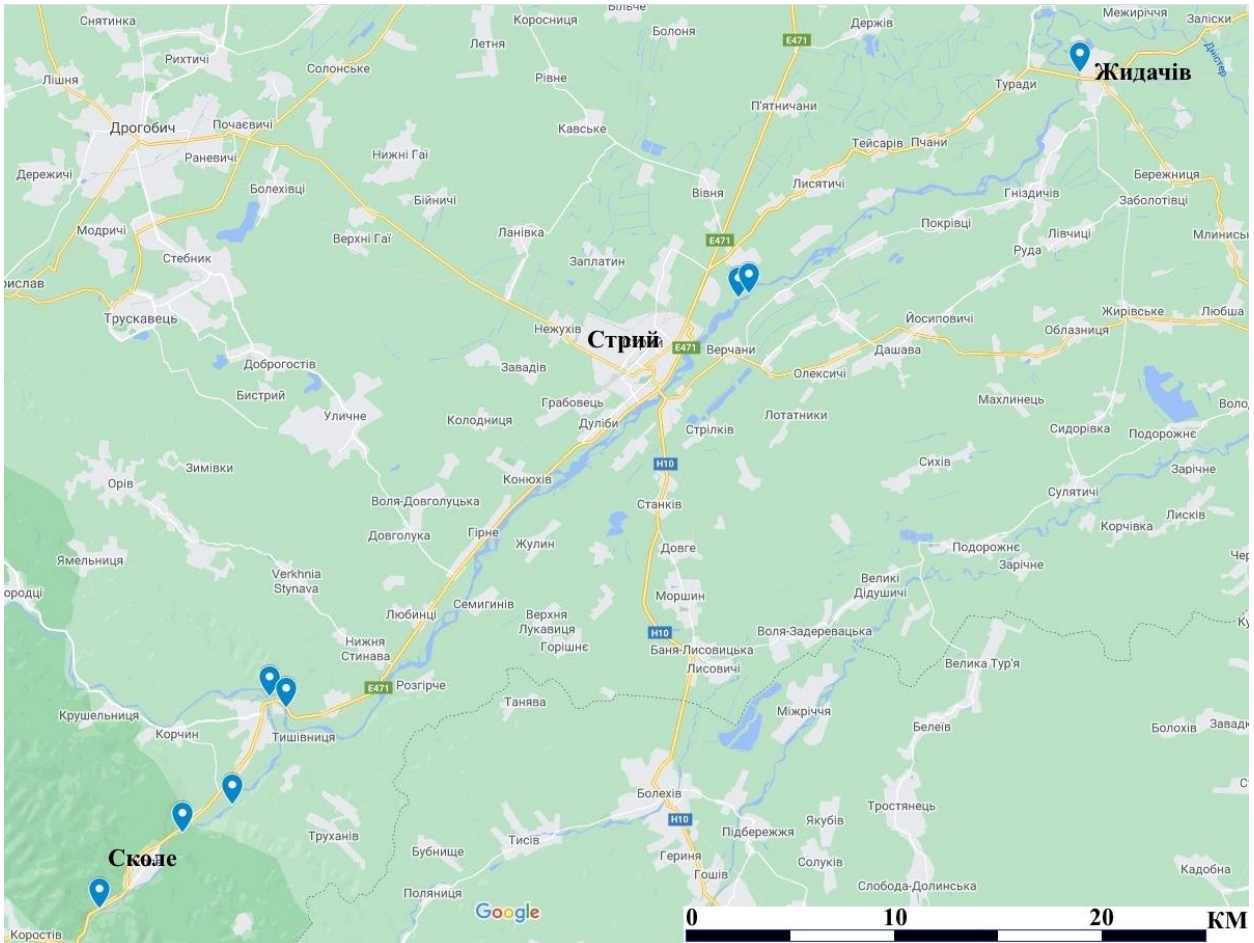 Снятинка
Рихтичі
Коросниця
Вільче
Болоня
Летня
Держів
Межиріччя
Заліски
E471
Лішня
Солонське
Рівне
Дністер
Жидачів
Туради
Дрогобич
Почаєвичі
Раневичі
Кавське
П'ятничани
Нижні Гаї
Тейсарів
Пчани
Дережичі
Болехівці
Бійничі
Вівня
Лисятичі
Бережниця
Гніздичів
Заболотівці
Модричі
Верхні Гаї
Ланівка
E471
Покрівці
Лівчиці
Млинисы
Стебник
Заплатин
Руда
рислав
Трускавець
Нежухів
Стрий
E471
Верчани
Йосиповичі
Жирівське
Любша
Облазниця
Дашава
Доброгостів
Завадів
Олексичі
Бистрий
Грабовець
Махлинець
Уличне
Колодниця
Дуліби
Стрілків
Лотатники
Сидорівка
Подорожнє
Воло
Зимівки
Орів
Конюхів
H10
Сихів
Зарічне
Сулятичі
Воля-Довголуцька
Станків
Лисків
Корчівка
Довголука
Гірне
Жулин
Ямельниця
Довге
Подорожнє
Зарічне
Чер
Verkhnia
Stynava
Великі
Дідушичі
ородці
Семигинів
Моршин
Любинці
Верхня
Лукавиця
Ку
Нижня
Стинава
Горішнє
H10
Баня-Лисовицька
Воля-Задеревацька
Лисовичі
Велика Тур'я
E471
Розгірче
Танява
Крушельниця
Міжріччя
Корчин
Тишівниця
Белеїв
Болохів
Завадк
Болехів
Тростянець
Труханів
H10
Якубів
Тисів
Підбережжя
Бубнище
Сколе
Гериня
Солуків
Гошів
Кадобна
Поляниця
Слобода-Долинська
Google
Коростів
0 10 20 КМ